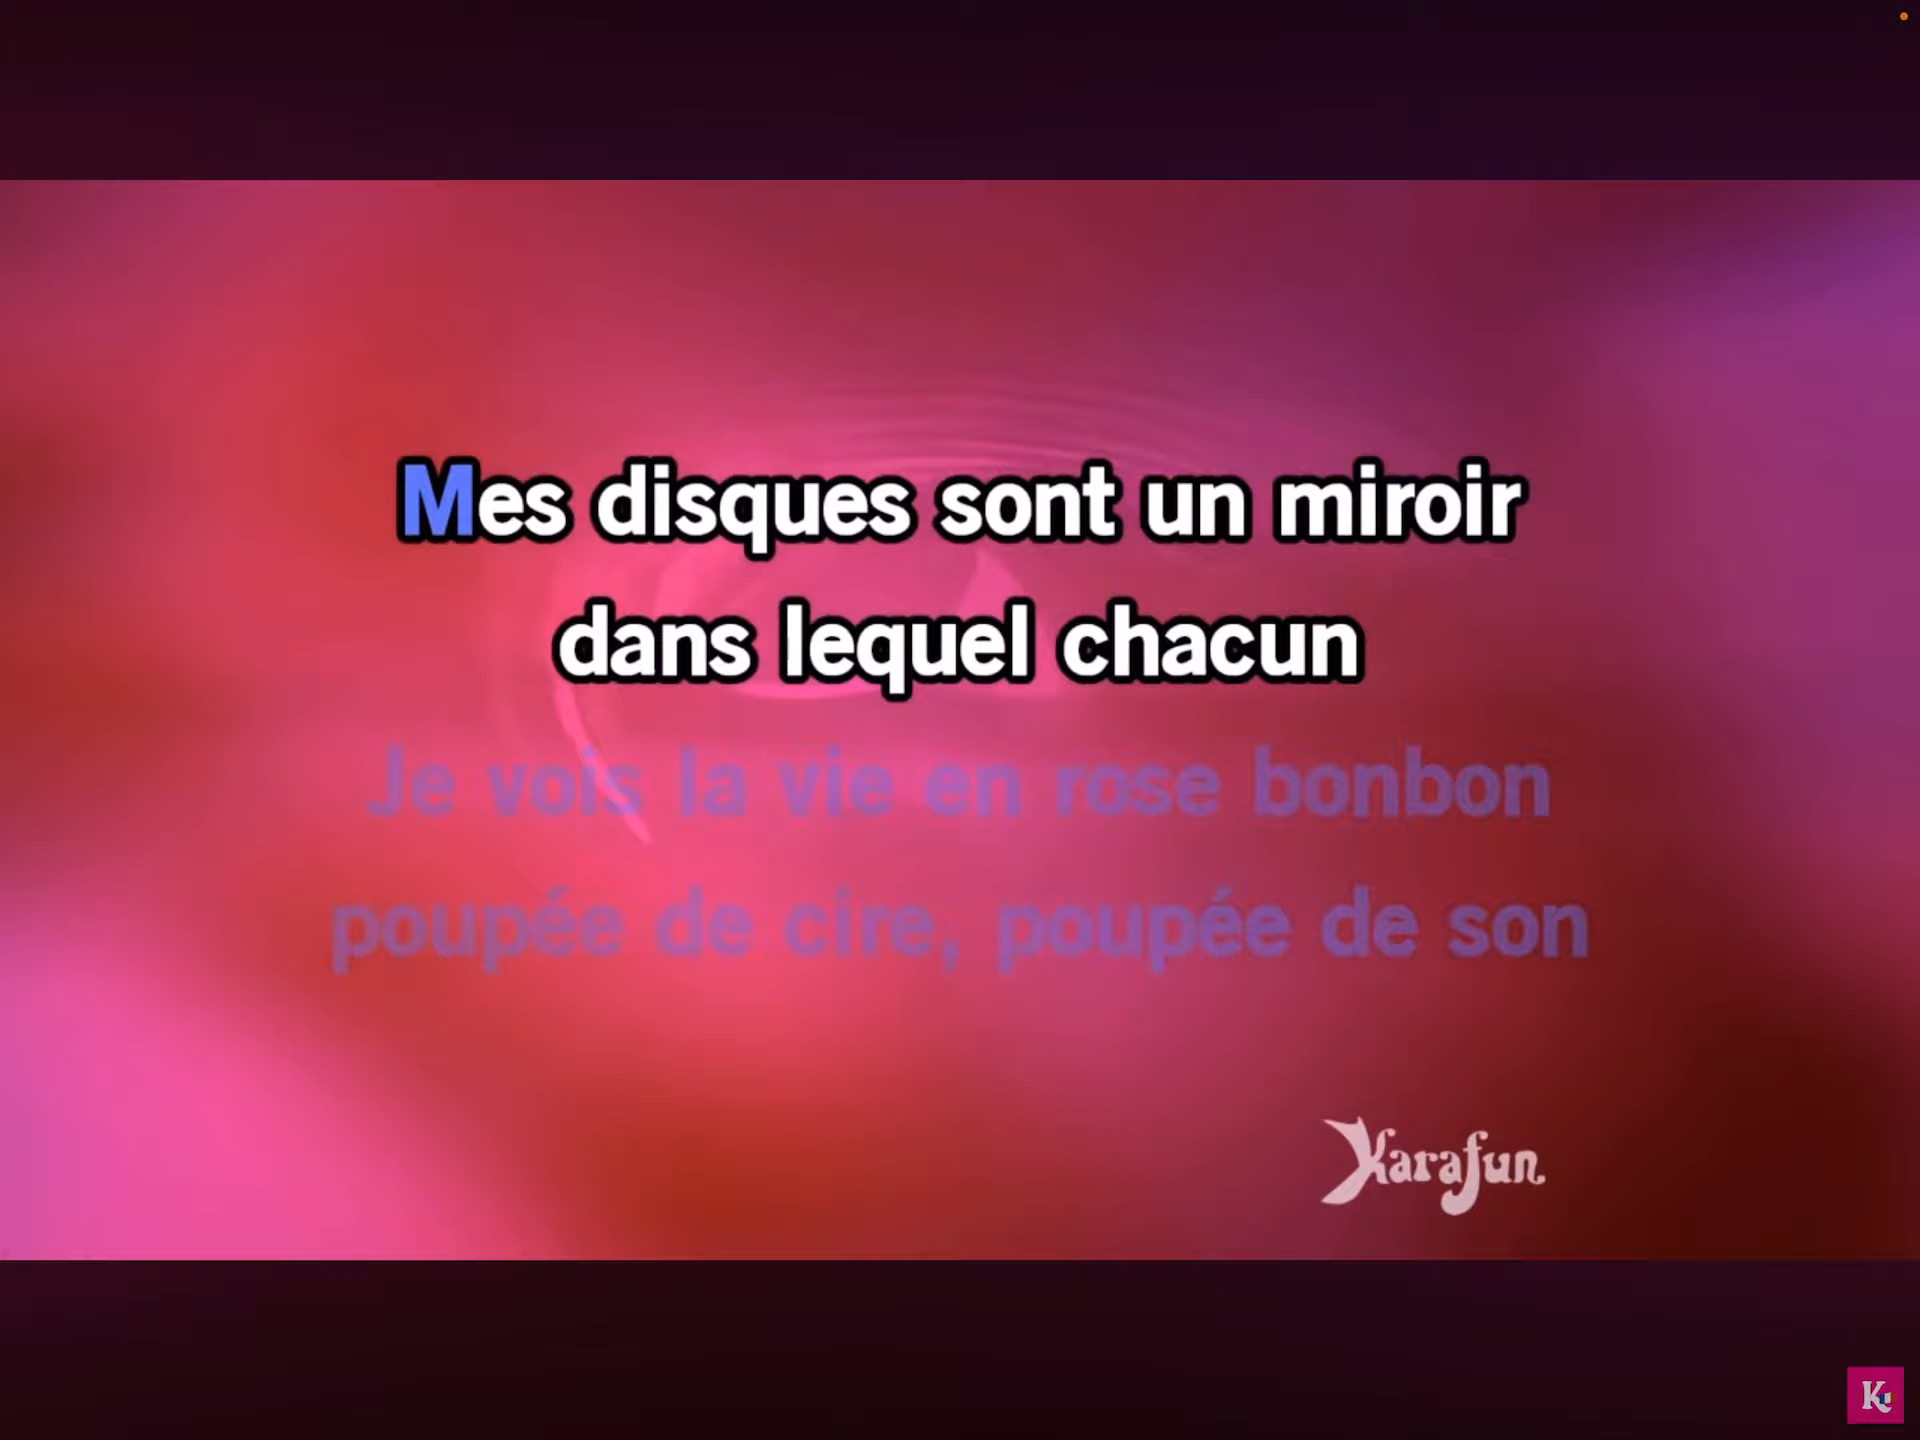 Mes disques sont un miroir
dans lequel chacun
Je vois la vie en rose bonbon
poupée de cire, poupée de son
Karafun
K